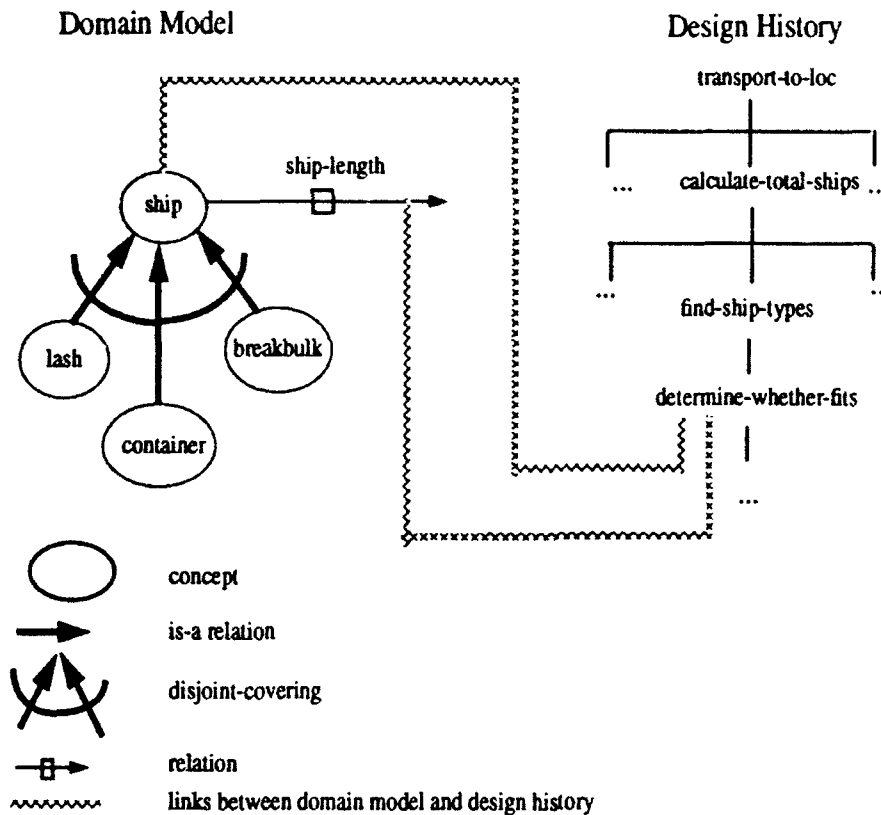 Domain Model
Design History
transport-to-loc
...
calculate-total-ships
...
ship-length
ship
...
...
find-ship-types
lash
breakbulk
determine-whether-fits
container
...
concept
is-a relation
disjoint-covering
relation
links between domain model and design history